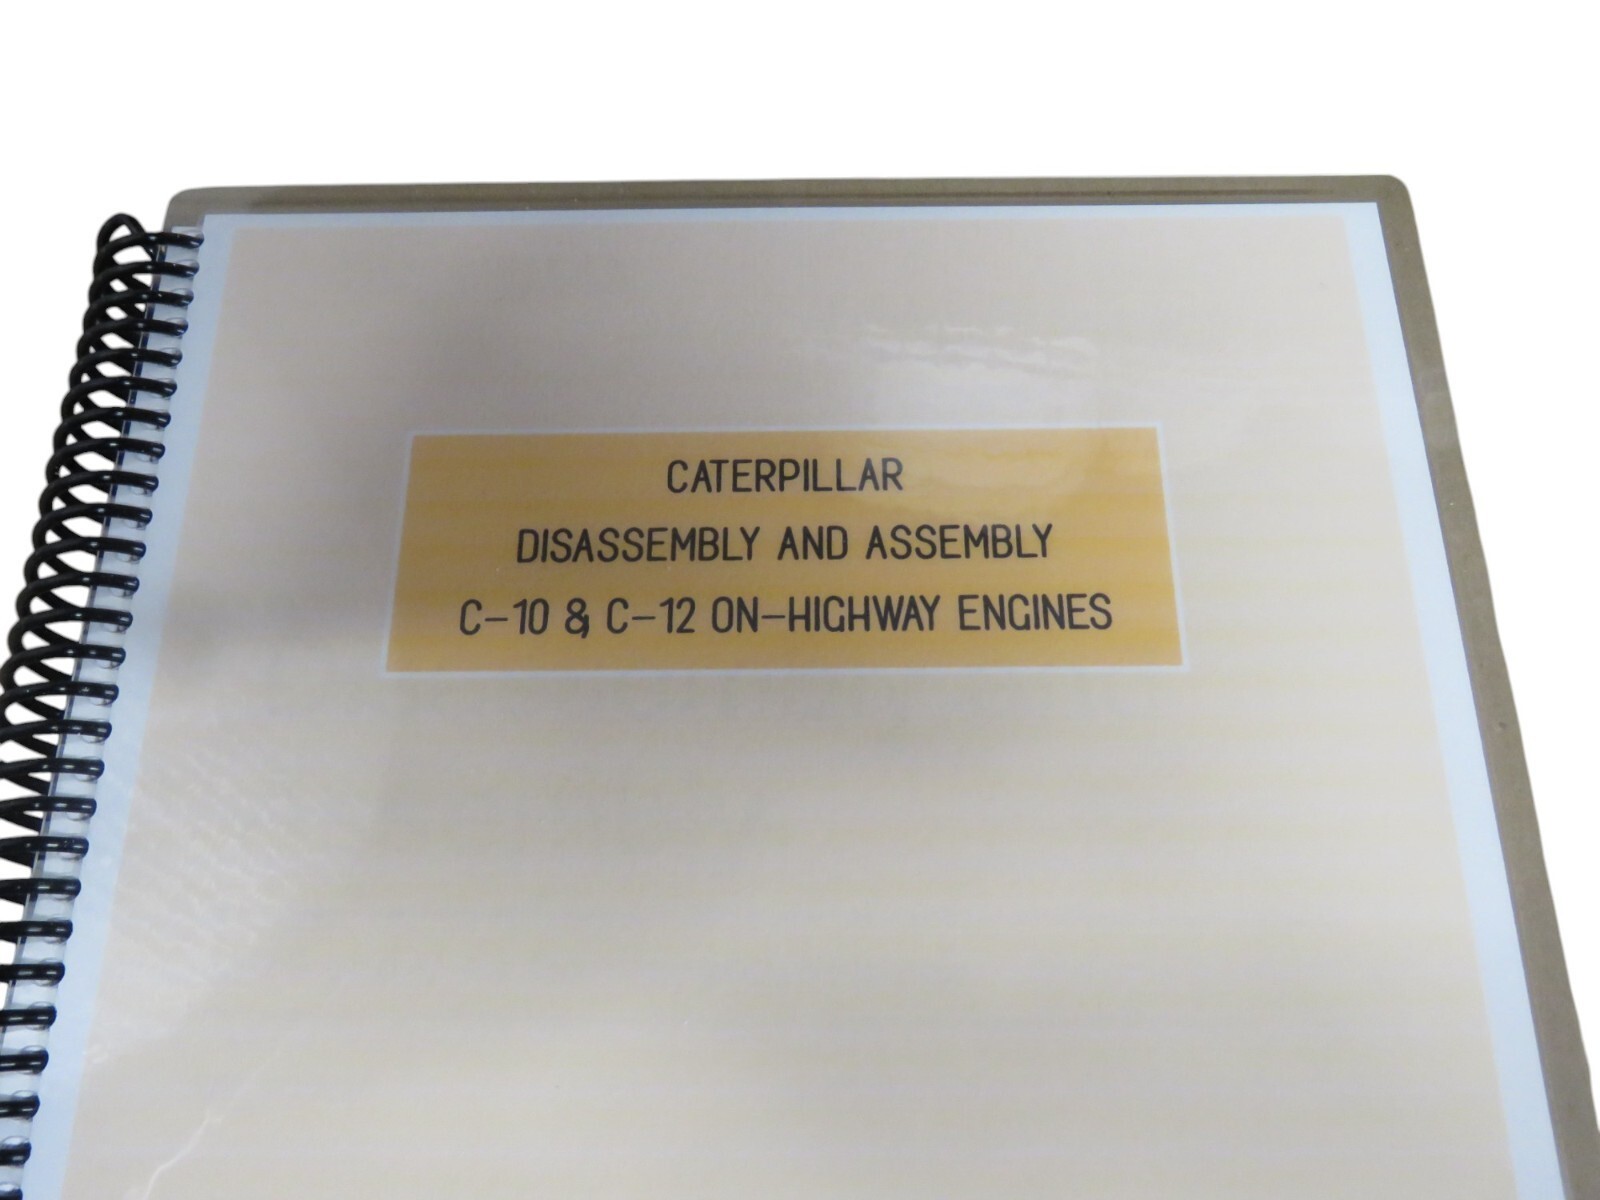 CATERPILLAR
DISASSEMBLY AND ASSEMBLY
C-10 & C-12 ON-HIGHWAY ENGINES